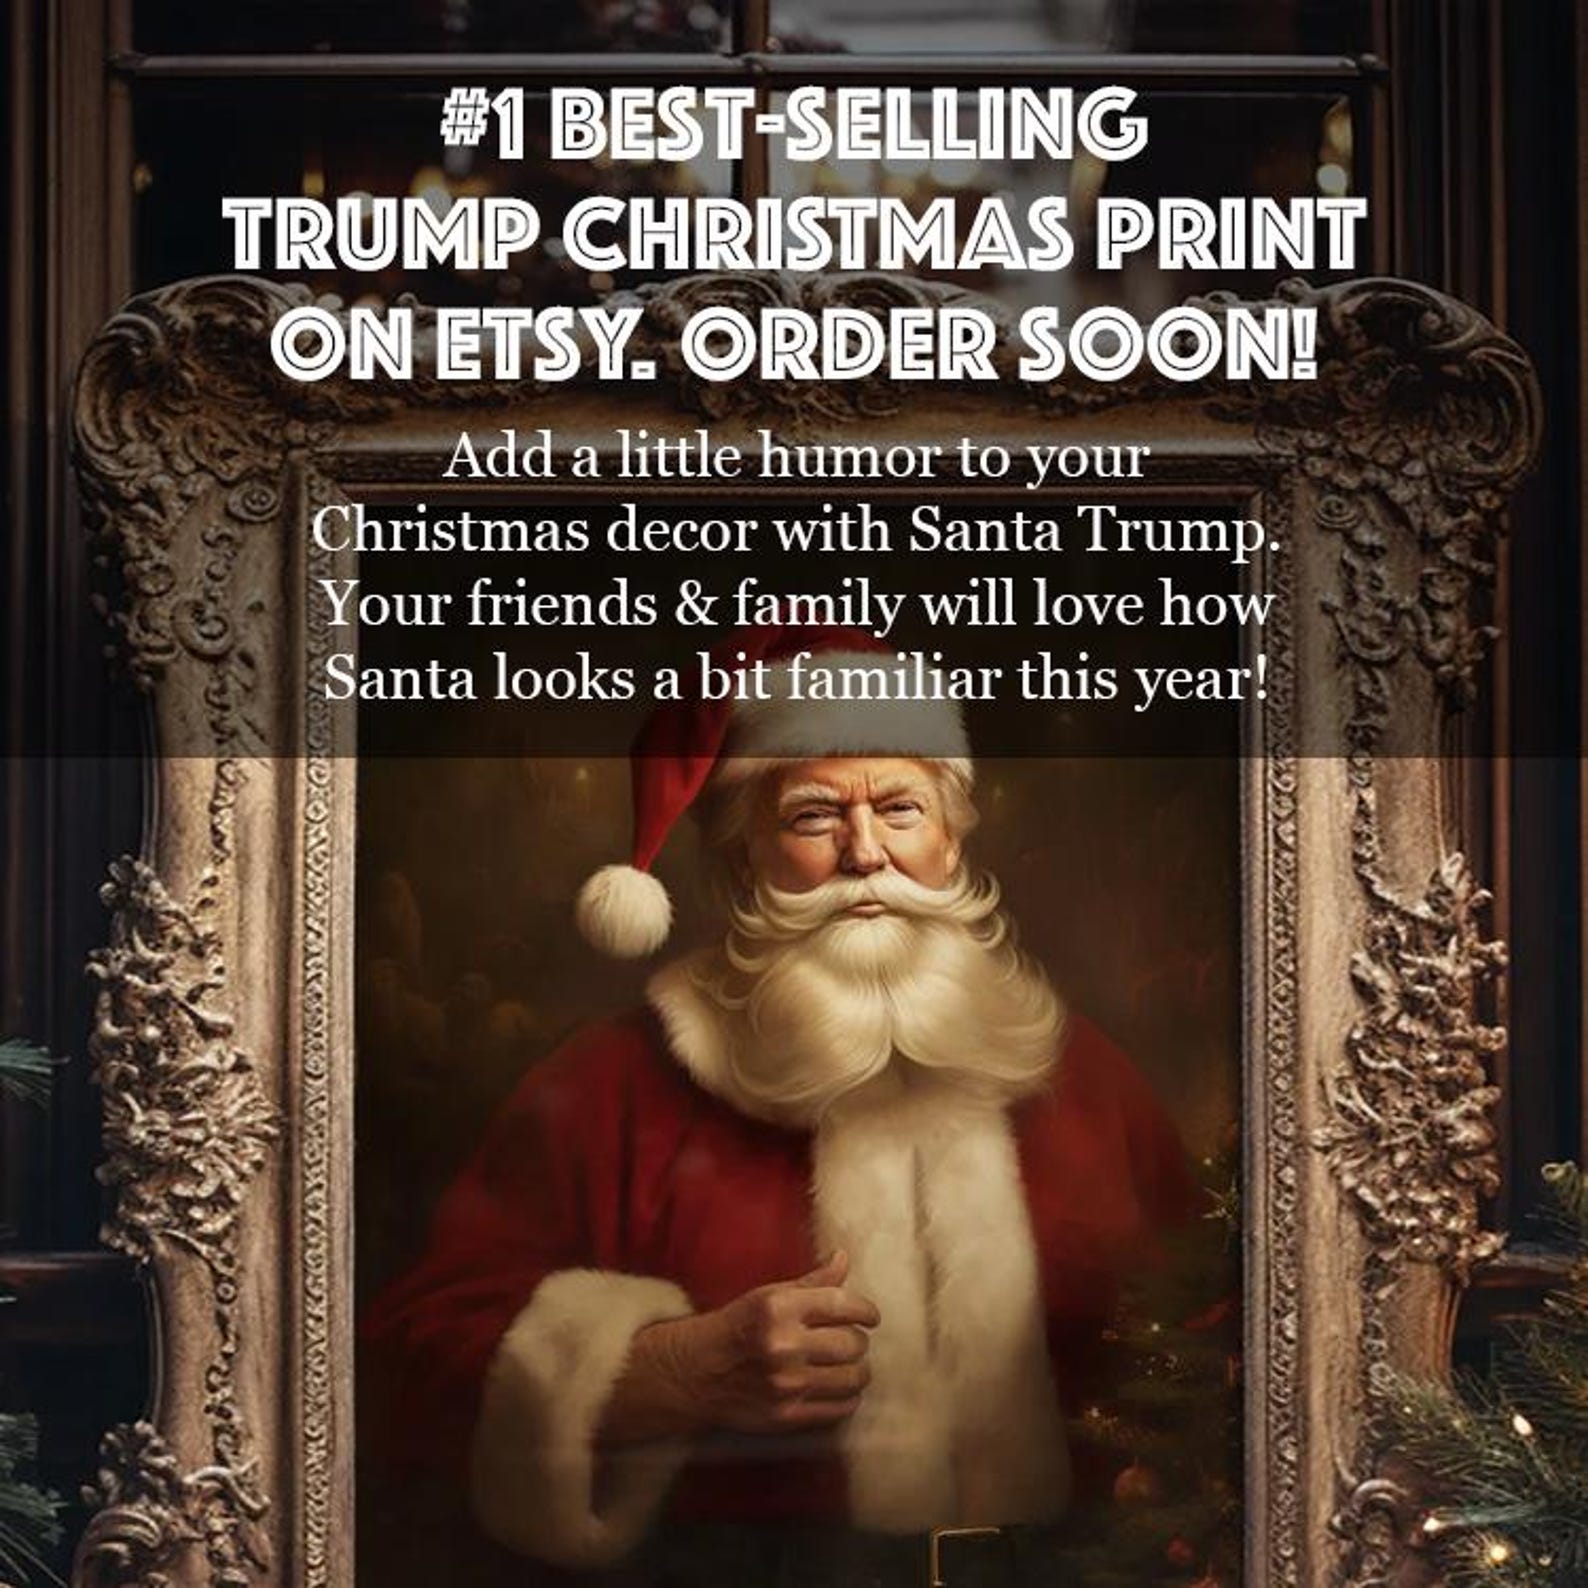 #1 BEST-SELLING
TRUMP CHRISTMAS PRINT
ON ETSY. ORDER SOON!
Add a little humor to your
Christmas decor with Santa Trump.
Your friends & family will love how
Santa looks a bit familiar this year!